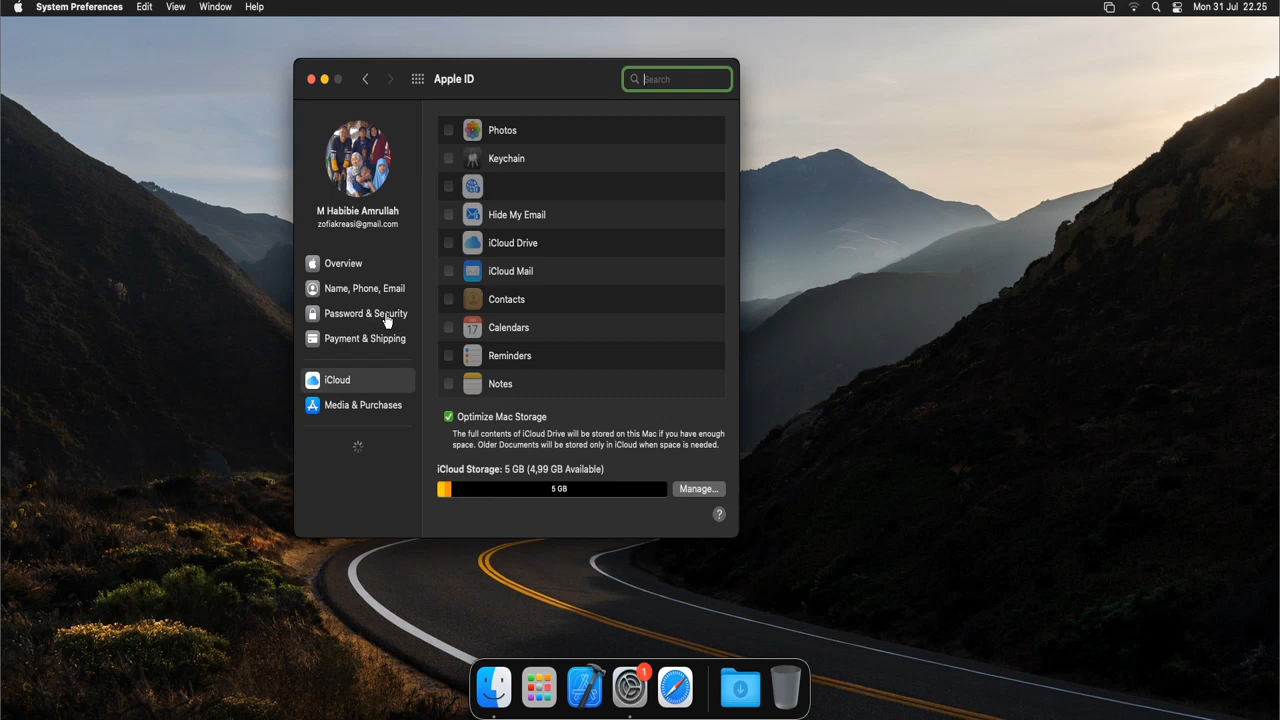 System Preferences Edit View Window Help Mon 31 Jul 22.25
Apple ID
Search
M Habibie Amrullah
zofiakreasi@gmail.com
Overview
Name, Phone, Email
Password & Security
Payment & Shipping
iCloud
Media & Purchases
Photos
Keychain
Hide My Email
iCloud Drive
iCloud Mail
Contacts
17
Calendars
Reminders
Notes
Optimize Mac Storage
The full contents of iCloud Drive will be stored on this Mac if you have enough
space. Older Documents will be stored only in iCloud when space is needed.
iCloud Storage: 5 GB (4,99 GB Available)
5 GB
Manage...
?
1